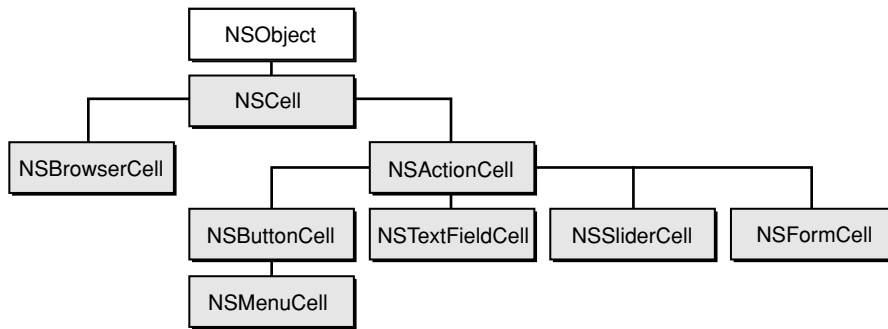 NSObject
NSCell
NSBrowserCell
NSActionCell
NSButtonCell
NSTextFieldCell
NSSliderCell
NSFormCell
NSMenuCell